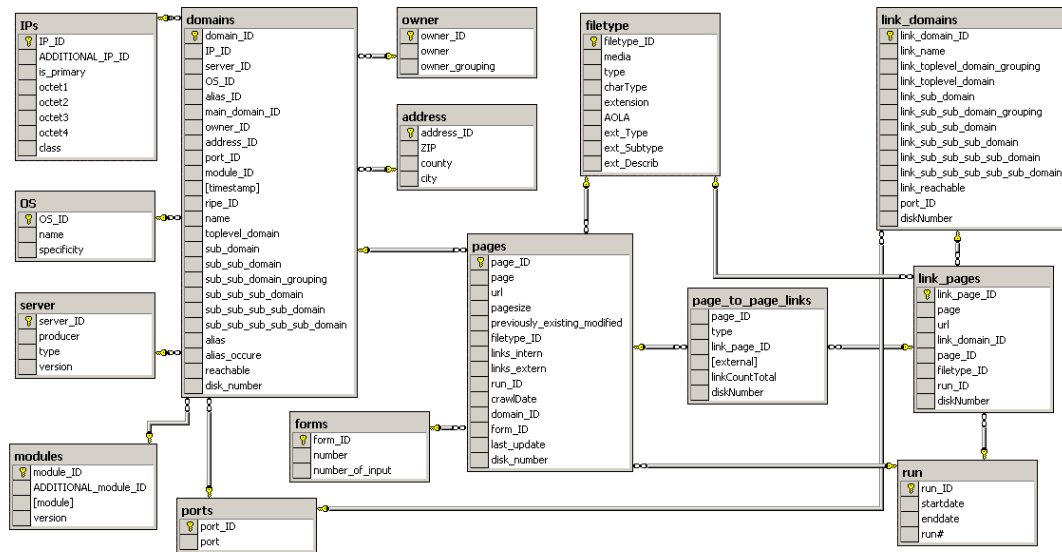 IPs
IP_ID
ADDITIONAL_IP_ID
is_primary
octet1
octet2
octet3
octet4
class
OS
OS_ID
name
specificity
server
server_ID
producer
type
version
modules
module_ID
ADDITIONAL_module_ID
[module]
version
domains
domain_ID
IP_ID
server_ID
OS_ID
alias_ID
main_domain_ID
owner_ID
address_ID
port_ID
module_ID
[timestamp]
ripe_ID
name
toplevel_domain
sub_domain
sub_sub_domain
sub_sub_domain_grouping
sub_sub_sub_domain
sub_sub_sub_sub_domain
sub_sub_sub_sub_sub_domain
alias
alias_occure
reachable
disk_number
ports
port_ID
port
owner
owner_ID
owner
owner_grouping
address
address_ID
ZIP
county
city
forms
form_ID
number
number_of_input
filetype
filetype_ID
media
type
charType
extension
AOLA
ext_Type
ext_Subtype
ext_Describ
pages
page_ID
page
url
pagesize
previously_existing_modified
filetype_ID
links_intern
links_extern
run_ID
crawlDate
domain_ID
form_ID
last_update
disk_number
page_to_page_links
page_ID
type
link_page_ID
[external]
linkCountTotal
diskNumber
link_domains
link_domain_ID
link_name
link_toplevel_domain_grouping
link_toplevel_domain
link_sub_domain
link_sub_sub_domain_grouping
link_sub_sub_domain
link_sub_sub_sub_domain
link_sub_sub_sub_sub_domain
link_sub_sub_sub_sub_sub_domain
link_reachable
port_ID
diskNumber
link_pages
link_page_ID
page
url
link_domain_ID
page_ID
filetype_ID
run_ID
diskNumber
run
run_ID
startdate
enddate
run#